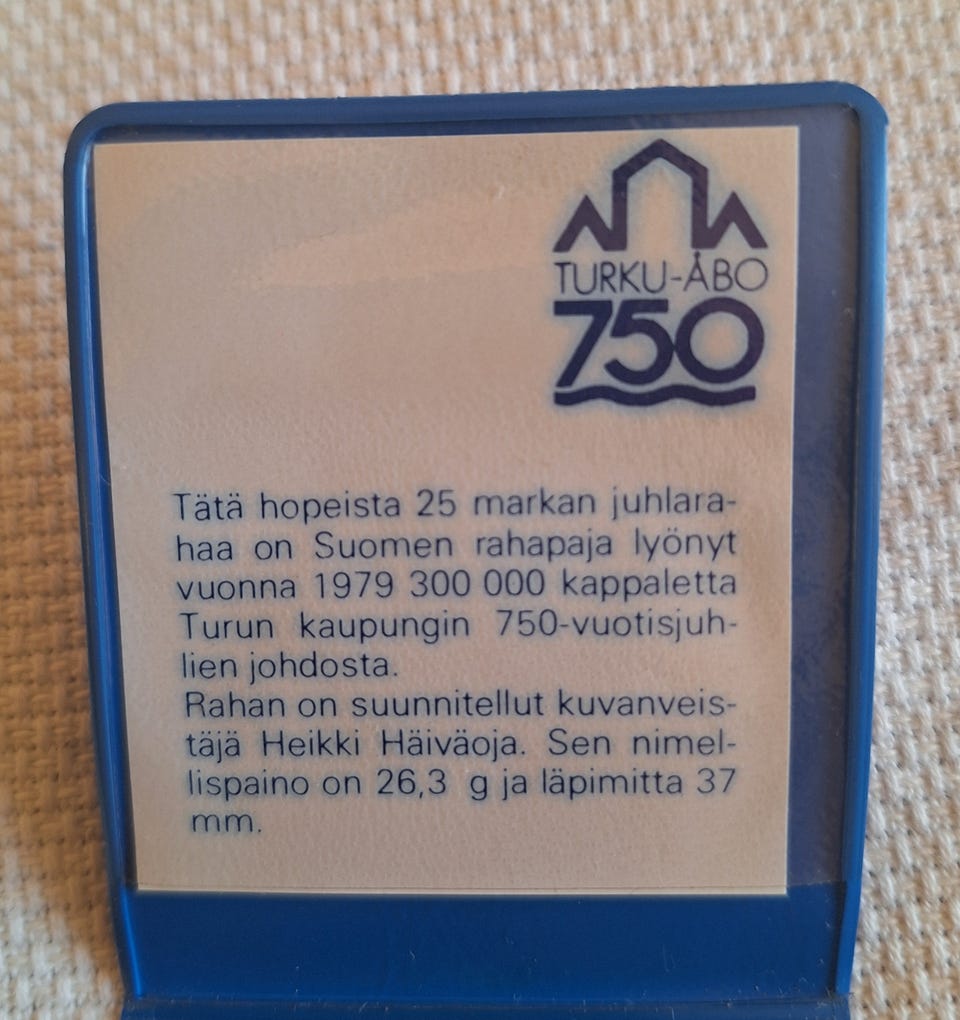 TURKU-ÅBO
750
Tätä hopeista 25 markan juhlara-
haa on Suomen rahapaja lyönyt
vuonna 1979 300 000 kappaletta
Turun kaupungin 750-vuotisjuh-
lien johdosta.
Rahan on suunnitellut kuvanveis-
täjä Heikki Häiväoja. Sen nimel-
lispaino on 26,3 g ja läpimitta 37
mm.